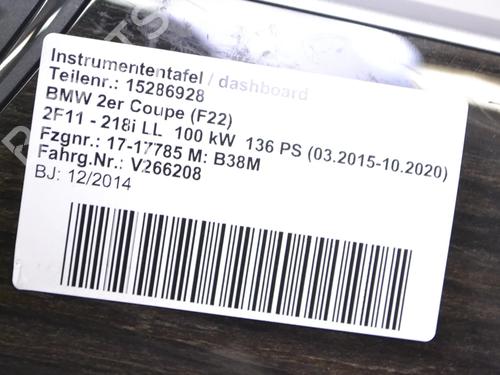 Instrumententafel / dashboard
Teilenr.: 15286928
BMW 2er Coupe (F22)
2F11 - 218i LL 100 kW 136 PS (03.2015-10.2020)
Fzgnr.: 17-17785 M: B38M
Fahrg.Nr.: V266208
BJ: 12/2014